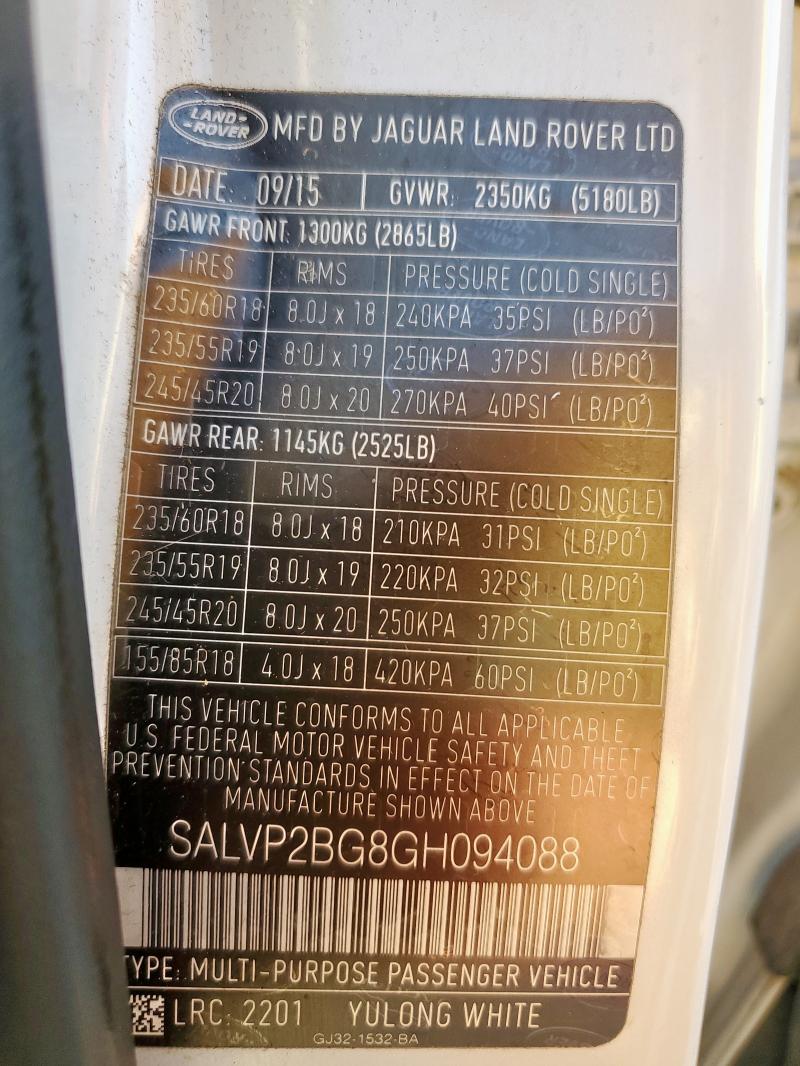 LAND-
-ROVER
MFD BY JAGUAR LAND ROVER LTD
DATE: 09/15 GVWR: 2350KG (5180LB)
GAWR FRONT: 1300KG (2865LB)
TIRES RIMS PRESSURE (COLD SINGLE)
235/60R18 8.0J x 18 240KPA 35PSI (LB/PO²)
235/55R19 8.0J x 19 250KPA 37PSI (LB/PO²)
245/45R20 8.0J x 20 270KPA 40PSI (LB/PO²)
GAWR REAR: 1145KG (2525LB)
TIRES RIMS PRESSURE (COLD SINGLE)
235/60R18 8.0J x 18 210KPA 31PSI (LB/PO²)
235/55R19 8.0J x 19 220KPA 32PSI (LB/PO²)
245/45R20 8.0J x 20 250KPA 37PSI (LB/PO²)
155/85R18 4.0J x 18 420KPA 60PSI (LB/PO²)
THIS VEHICLE CONFORMS TO ALL APPLICABLE
U.S. FEDERAL MOTOR VEHICLE SAFETY AND THEFT
PREVENTION STANDARDS IN EFFECT ON THE DATE OF
MANUFACTURE SHOWN ABOVE
SALVP2BG8GH094088
TYPE: MULTI-PURPOSE PASSENGER VEHICLE
LRC: 2201 YULONG WHITE
GJ32-1532-BA